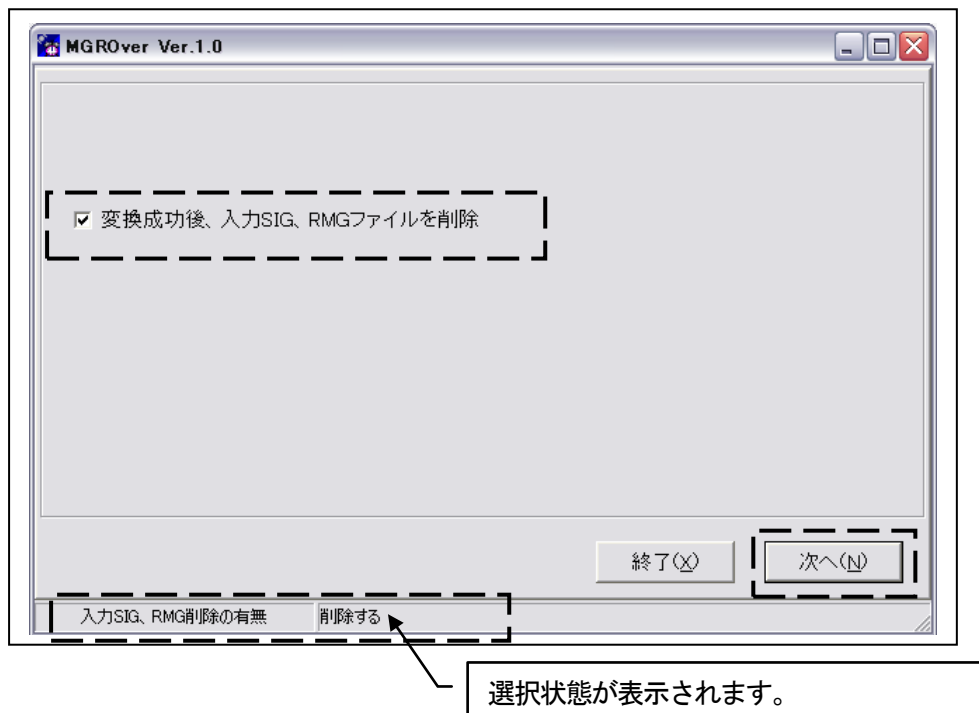 MGROver Ver.1.0
変換成功後、入力SIG、RMGファイルを削除
終了(X) 次へ(N)
入力SIG、RMG削除の有無 削除する
選択状態が表示されます。